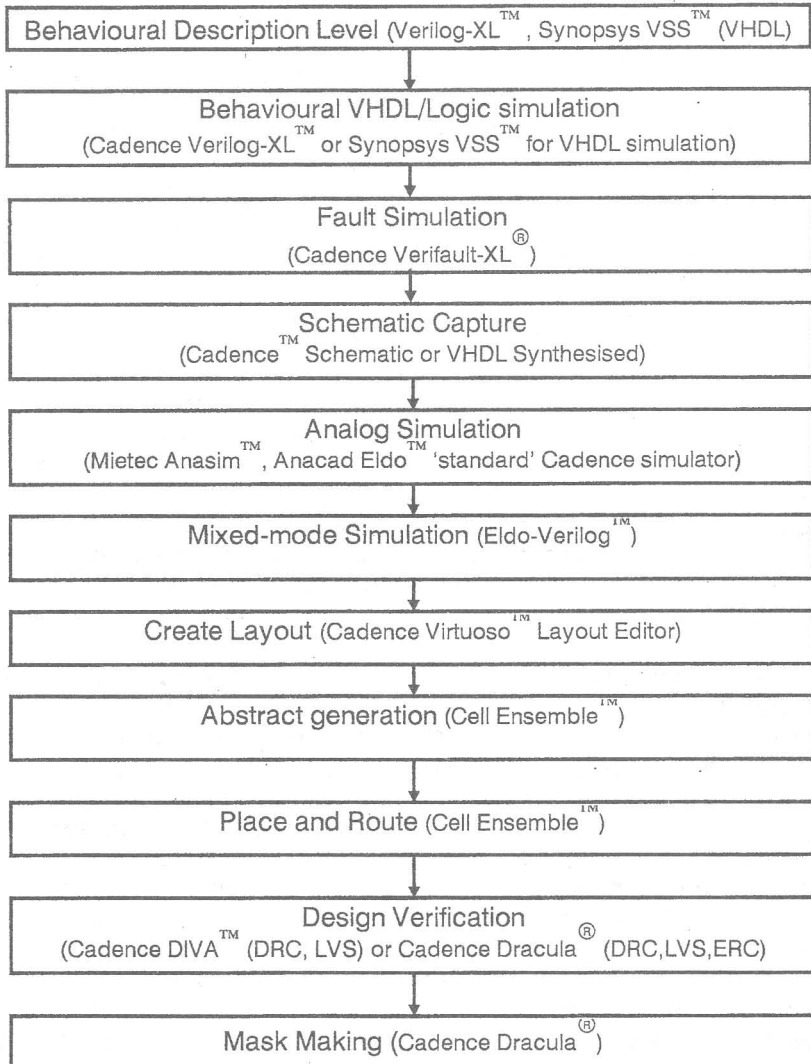 Behavioural Description Level (Verilog-XL™, Synopsys VSS™ (VHDL)
Behavioural VHDL/Logic simulation
(Cadence Verilog-XL™ or Synopsys VSS™ for VHDL simulation)
Fault Simulation
(Cadence Verifault-XL®)
Schematic Capture
(Cadence™ Schematic or VHDL Synthesised)
Analog Simulation
(Mietec Anasim™, Anacad Eldo™ 'standard' Cadence simulator)
Mixed-mode Simulation (Eldo-Verilog™)
Create Layout (Cadence Virtuoso™ Layout Editor)
Abstract generation (Cell Ensemble™)
Place and Route (Cell Ensemble™)
Design Verification
(Cadence DIVA™ (DRC, LVS) or Cadence Dracula® (DRC,LVS,ERC)
Mask Making (Cadence Dracula®)